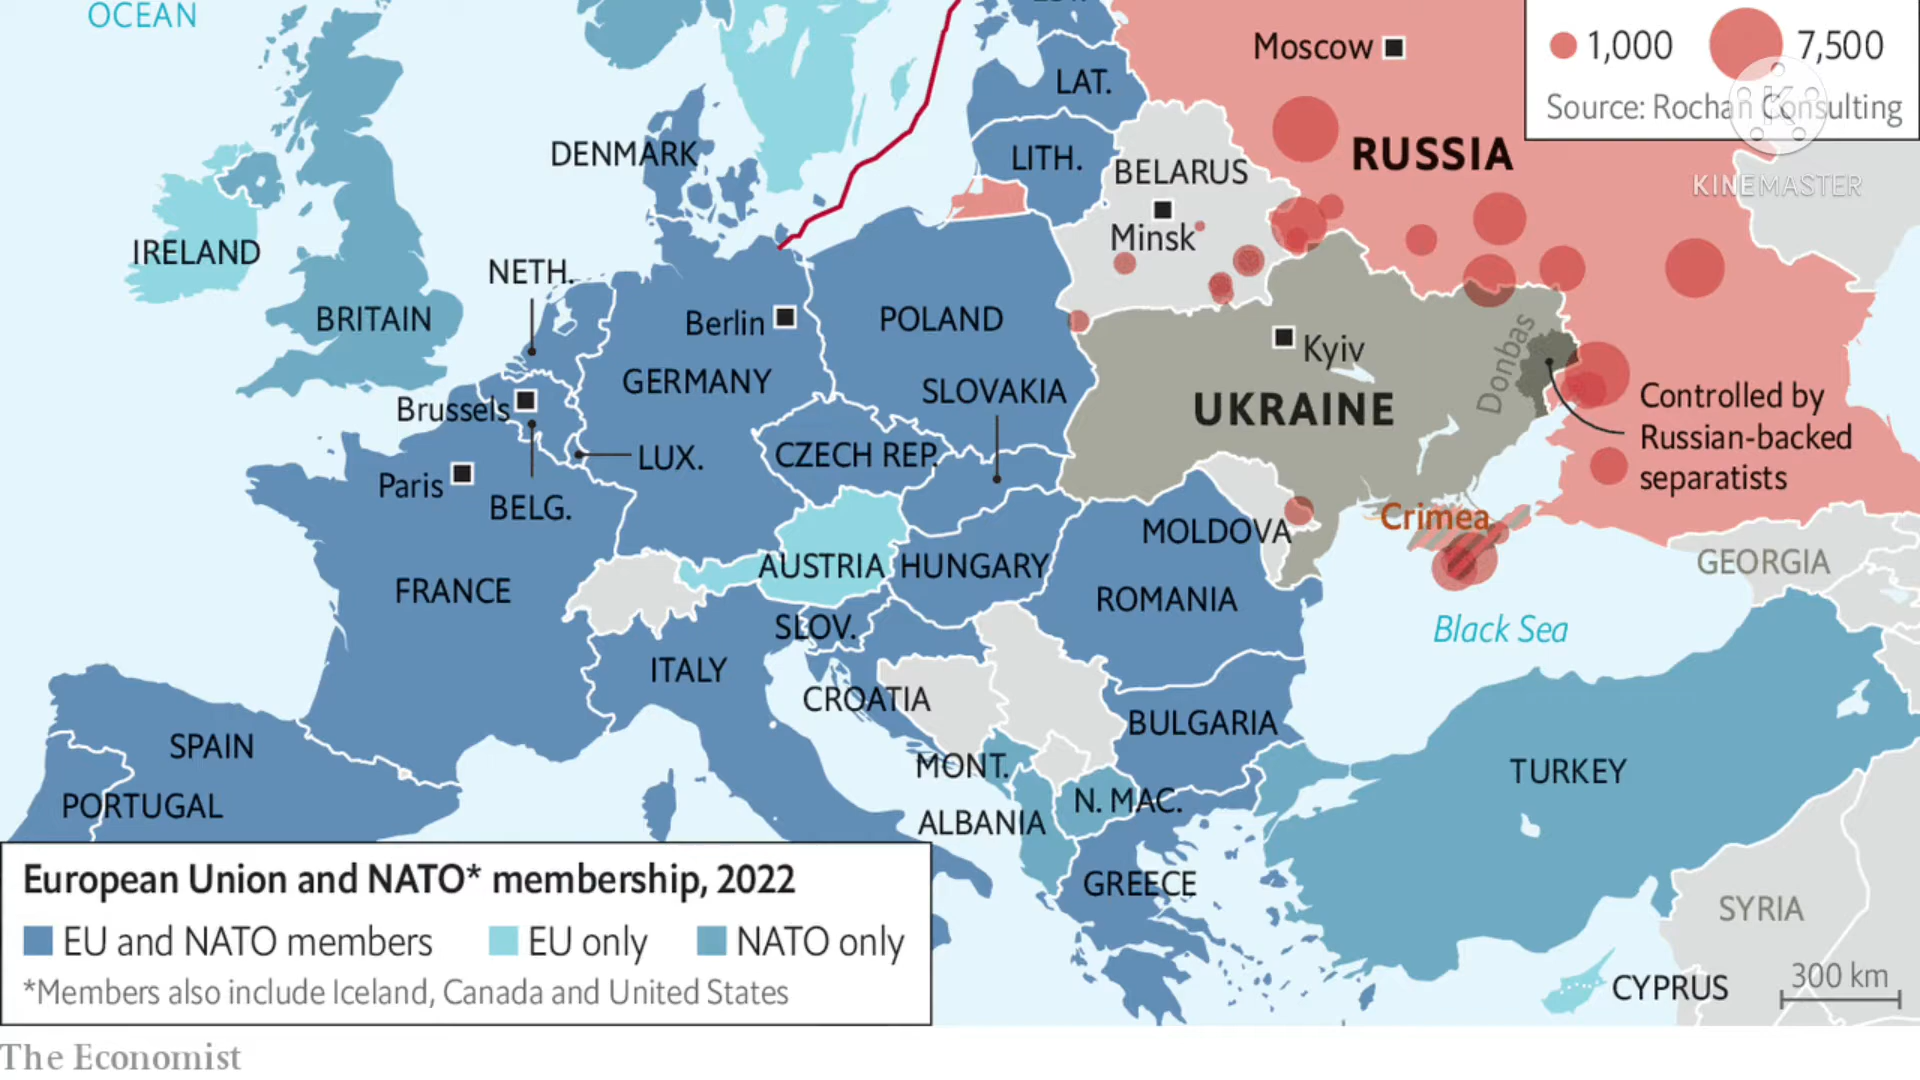 OCEAN
Moscow
1,000
7,500
Source: Rochan Consulting
KINEMASTER
LAT.
DENMARK
LITH.
BELARUS
RUSSIA
Minsk
IRELAND
NETH.
BRITAIN
Berlin
POLAND
Kyiv
Donbas
GERMANY
SLOVAKIA
Brussels
UKRAINE
Controlled by
Russian-backed
separatists
LUX.
CZECH REP.
Paris
BELG.
MOLDOVA
Crimea
AUSTRIA
HUNGARY
GEORGIA
FRANCE
ROMANIA
SLOV.
Black Sea
ITALY
CROATIA
BULGARIA
SPAIN
MONT.
TURKEY
PORTUGAL
N. MAC.
ALBANIA
GREECE
SYRIA
CYPRUS
300 km
European Union and NATO* membership, 2022
EU and NATO members
EU only
NATO only
*Members also include Iceland, Canada and United States
The Economist